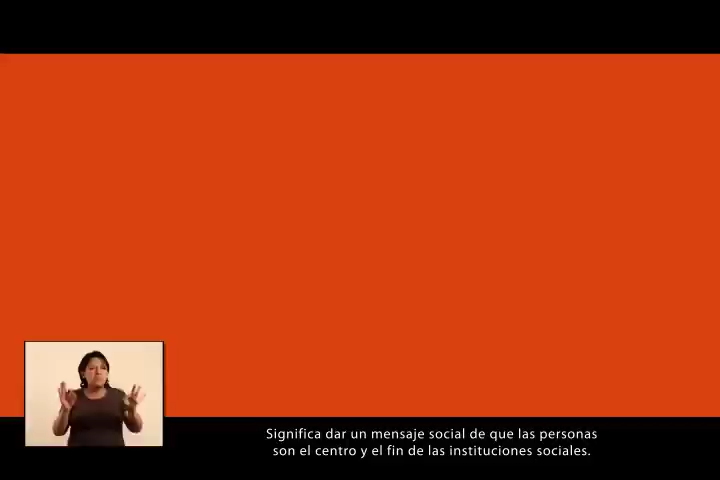 Significa dar un mensaje social de que las personas
son el centro y el fin de las instituciones sociales.